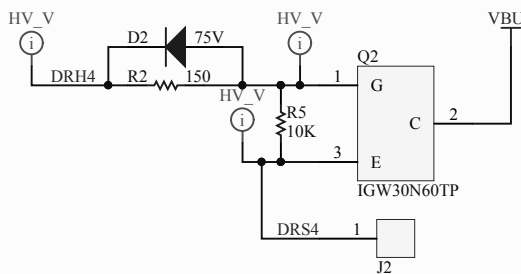 HV_V
i
D2
75V
HV_V
i
VBU
DRH4
R2
150
Q2
HV_V
i
1
G
R5
10K
C
2
3
E
IGW30N60TP
DRS4
1
J2